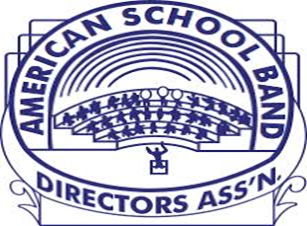 AMERICAN SCHOOL BAND
DIRECTORS ASS'N.